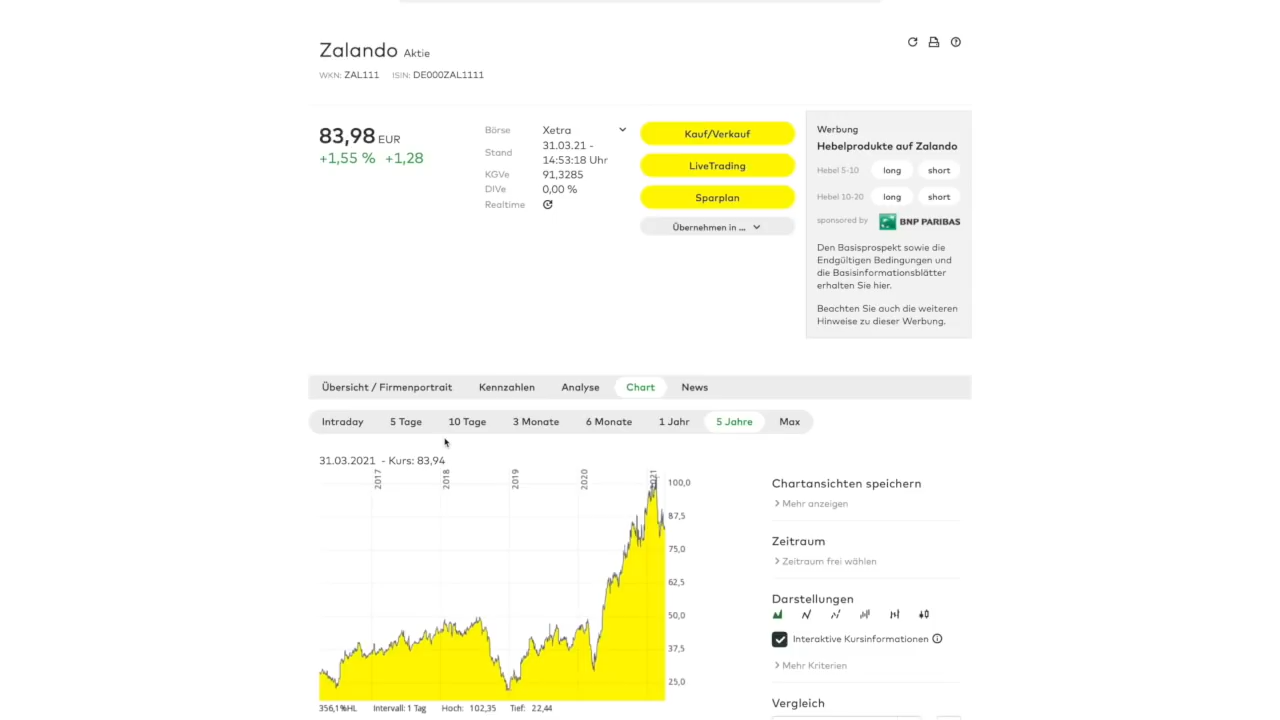 Zalando Aktie
WKN: ZAL111 ISIN: DE000ZAL1111
83,98 EUR
+1,55 % +1,28
Börse Xetra
Stand 31.03.21 -
14:53:18 Uhr
KGVe 91,3285
DIVe 0,00 %
Realtime
Kauf/Verkauf
LiveTrading
Sparplan
Übernehmen in ...
Werbung
Hebelprodukte auf Zalando
Hebel 5-10 long short
Hebel 10-20 long short
sponsored by BNP PARIBAS
Den Basisprospekt sowie die
Endgültigen Bedingungen und
die Basisinformationsblätter
erhalten Sie hier.
Beachten Sie auch die weiteren
Hinweise zu dieser Werbung.
Übersicht / Firmenportrait Kennzahlen Analyse Chart News
Intraday 5 Tage 10 Tage 3 Monate 6 Monate 1 Jahr 5 Jahre Max
31.03.2021 - Kurs: 83,94
2017 2018 2019 2020 2021
100,0
87,5
75,0
62,5
50,0
37,5
25,0
356,1%HL Intervall: 1 Tag Hoch: 102,35 Tief: 22,44
Chartansichten speichern
Mehr anzeigen
Zeitraum
Zeitraum frei wählen
Darstellungen
Interaktive Kursinformationen
Mehr Kriterien
Vergleich